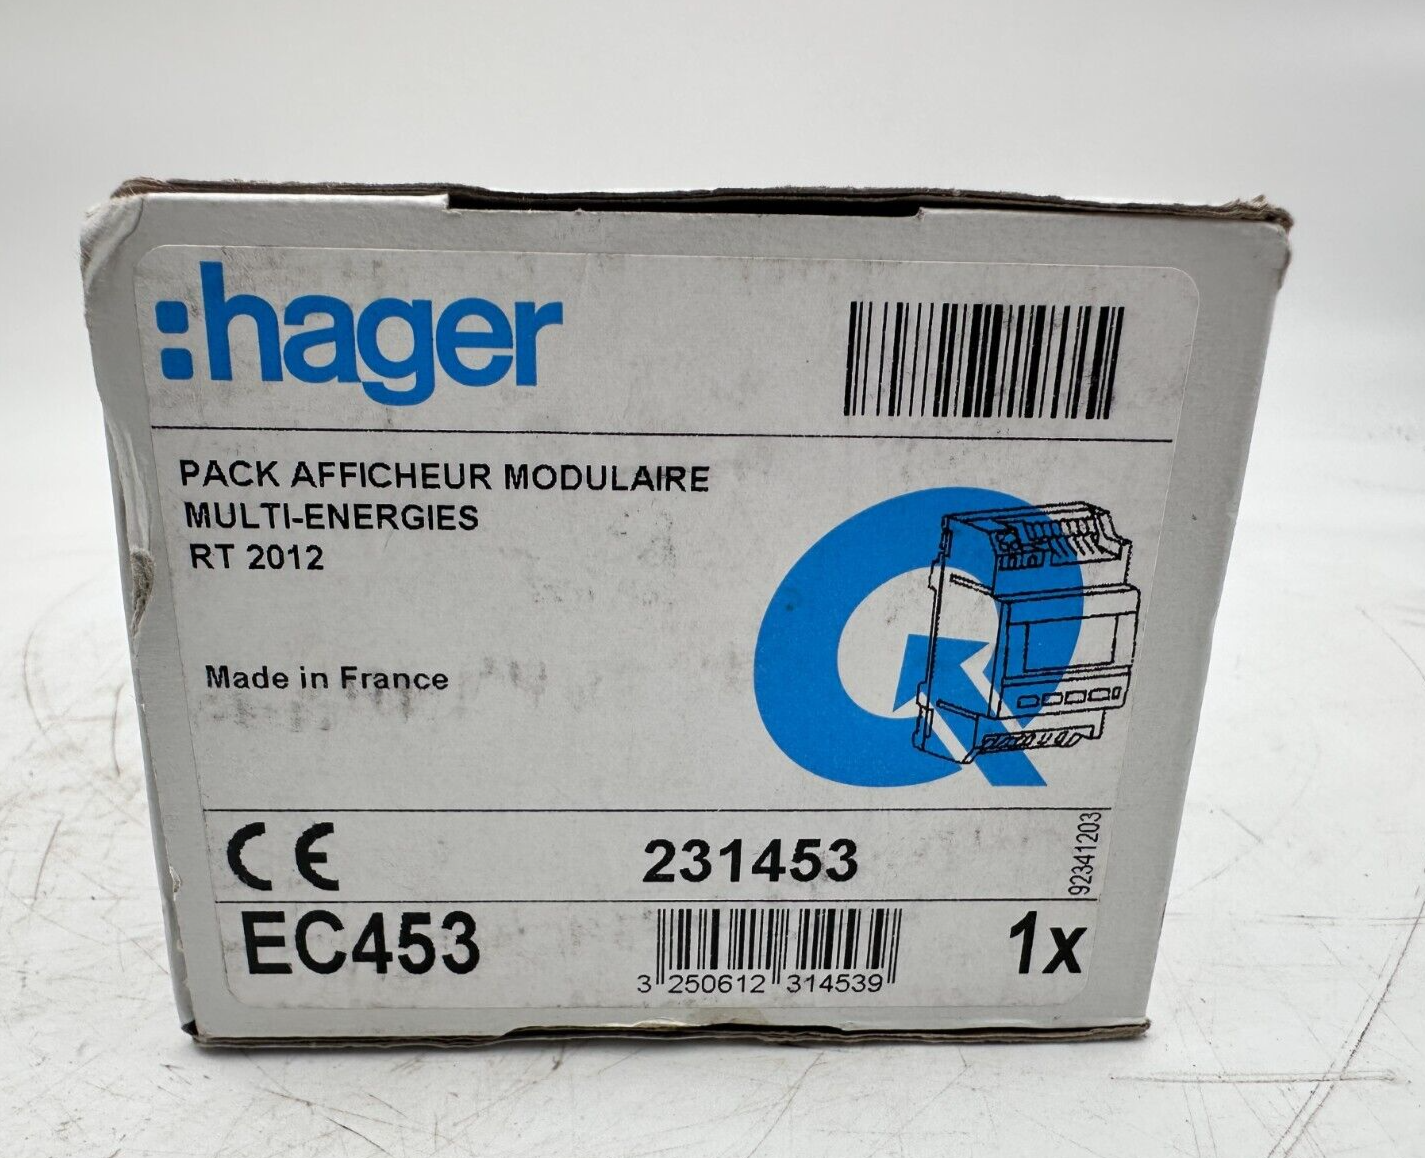 :hager
PACK AFFICHEUR MODULAIRE
MULTI-ENERGIES
RT 2012
Made in France
CE
231453
92341203
EC453
3 250612 314539
1x